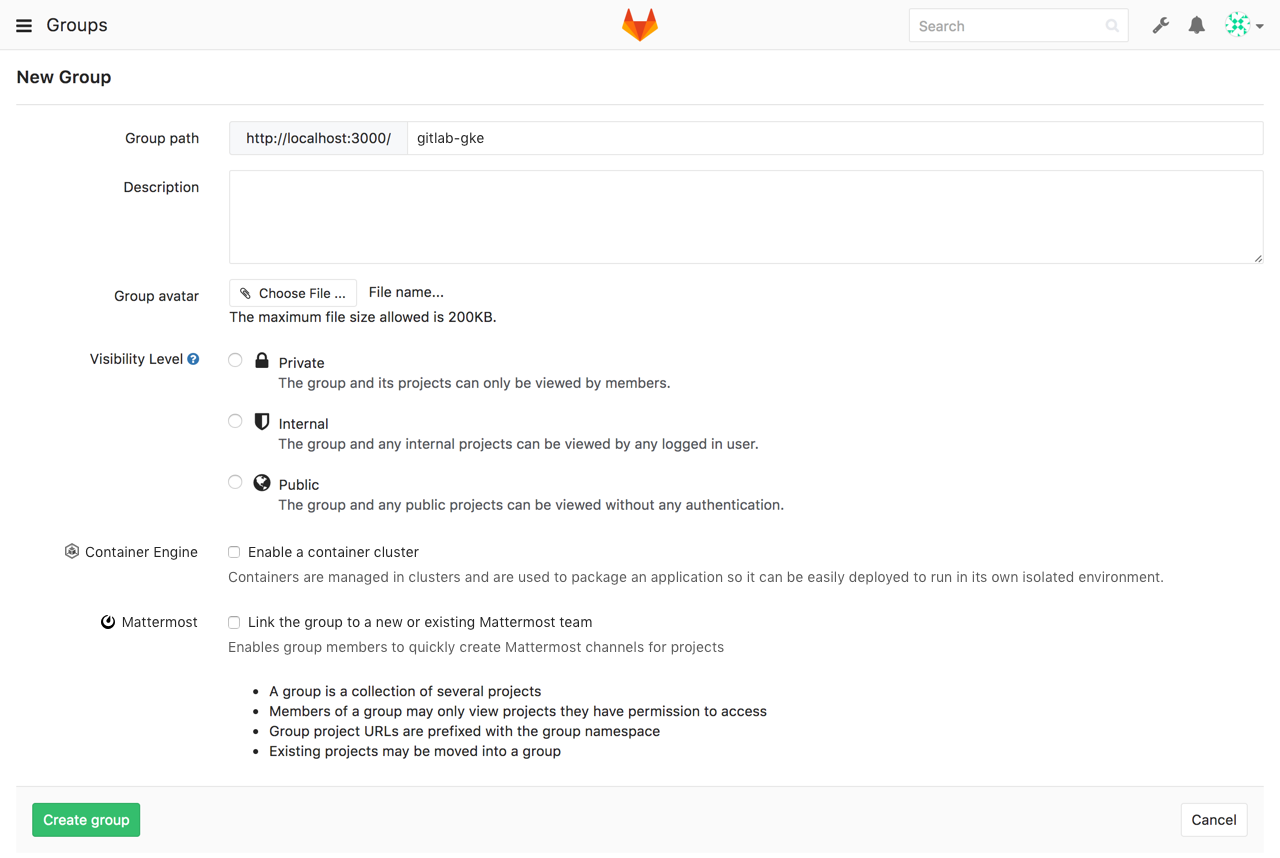 Groups
Search
New Group
Group path
http://localhost:3000/
gitlab-gke
Description
Group avatar
Choose File ...
File name...
The maximum file size allowed is 200KB.
Visibility Level ?
Private
The group and its projects can only be viewed by members.
Internal
The group and any internal projects can be viewed by any logged in user.
Public
The group and any public projects can be viewed without any authentication.
Container Engine
Enable a container cluster
Containers are managed in clusters and are used to package an application so it can be easily deployed to run in its own isolated environment.
Mattermost
Link the group to a new or existing Mattermost team
Enables group members to quickly create Mattermost channels for projects
• A group is a collection of several projects
• Members of a group may only view projects they have permission to access
• Group project URLs are prefixed with the group namespace
• Existing projects may be moved into a group
Create group
Cancel